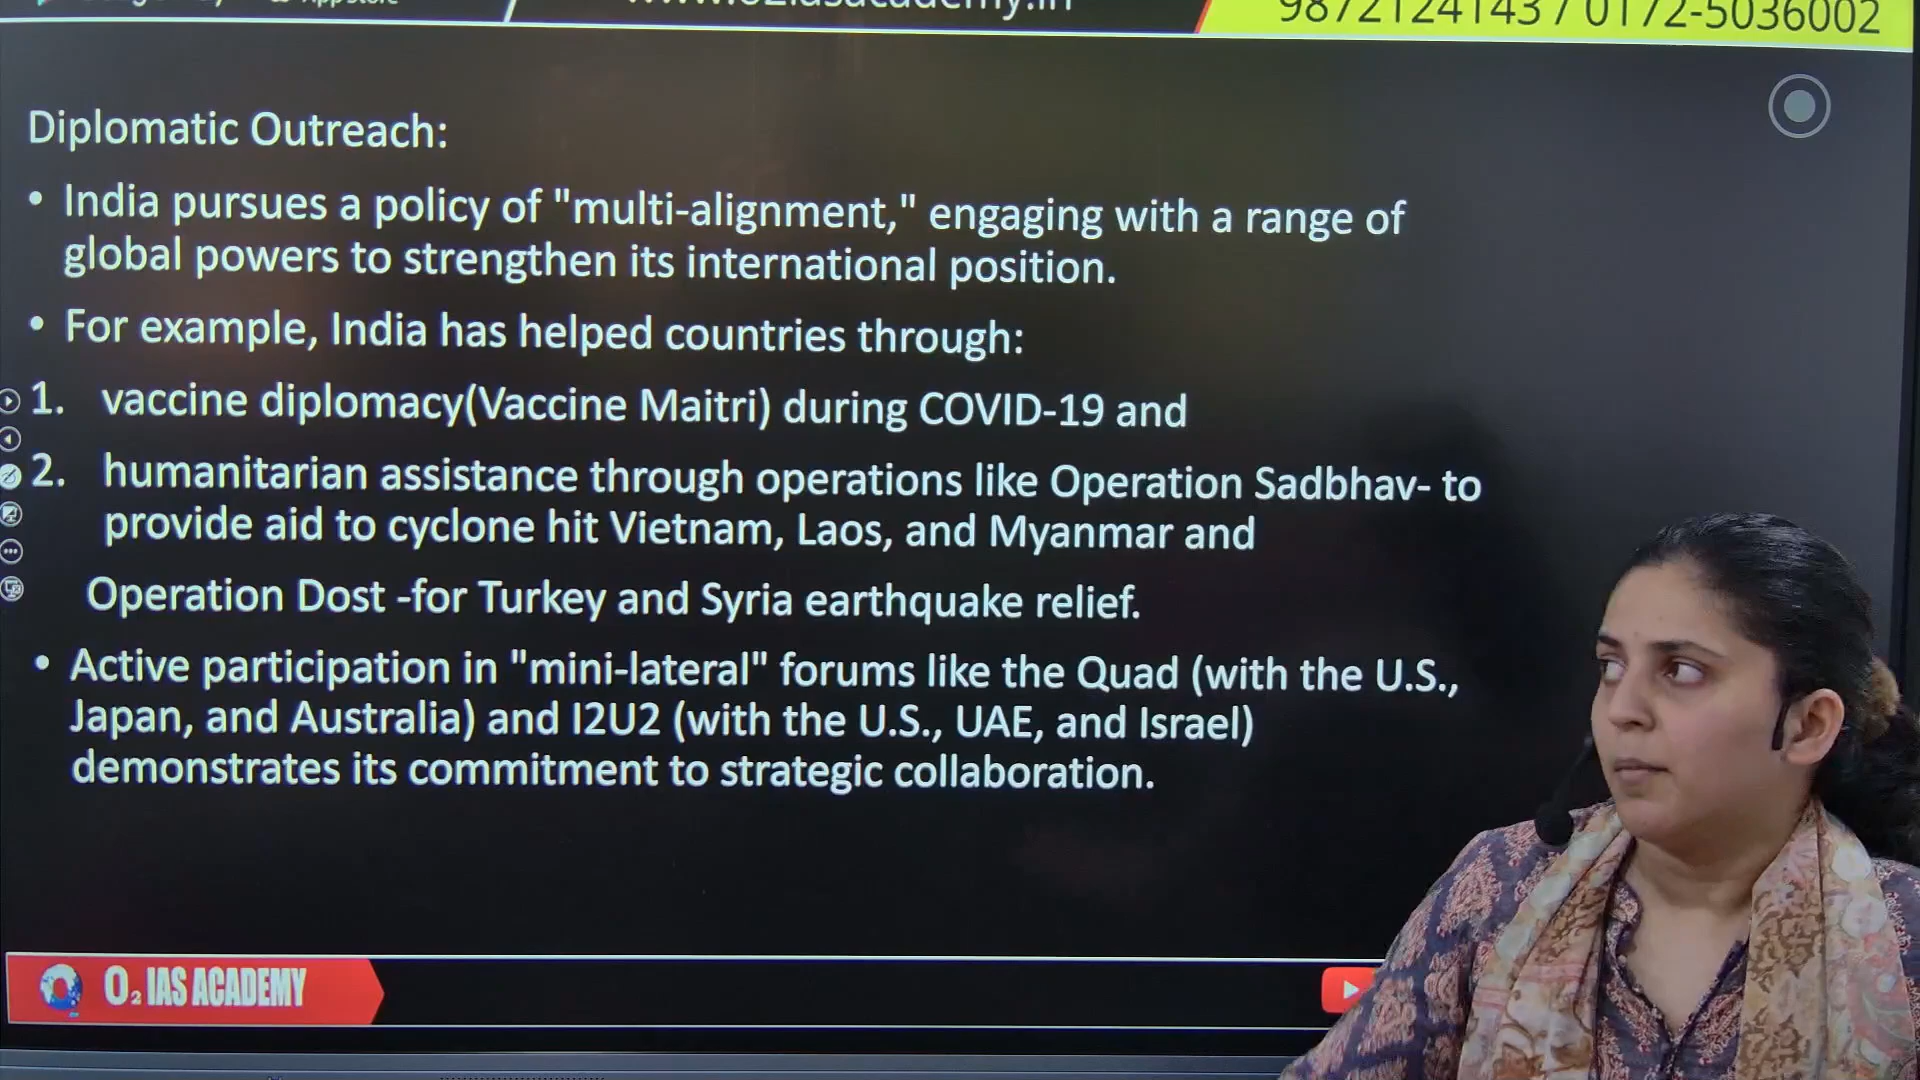 9872124143 / 0172-5036002
Diplomatic Outreach:
• India pursues a policy of "multi-alignment," engaging with a range of
global powers to strengthen its international position.
• For example, India has helped countries through:
1. vaccine diplomacy(Vaccine Maitri) during COVID-19 and
2. humanitarian assistance through operations like Operation Sadbhav- to
provide aid to cyclone hit Vietnam, Laos, and Myanmar and
Operation Dost -for Turkey and Syria earthquake relief.
• Active participation in "mini-lateral" forums like the Quad (with the U.S.,
Japan, and Australia) and I2U2 (with the U.S., UAE, and Israel)
demonstrates its commitment to strategic collaboration.
O₂ IAS ACADEMY